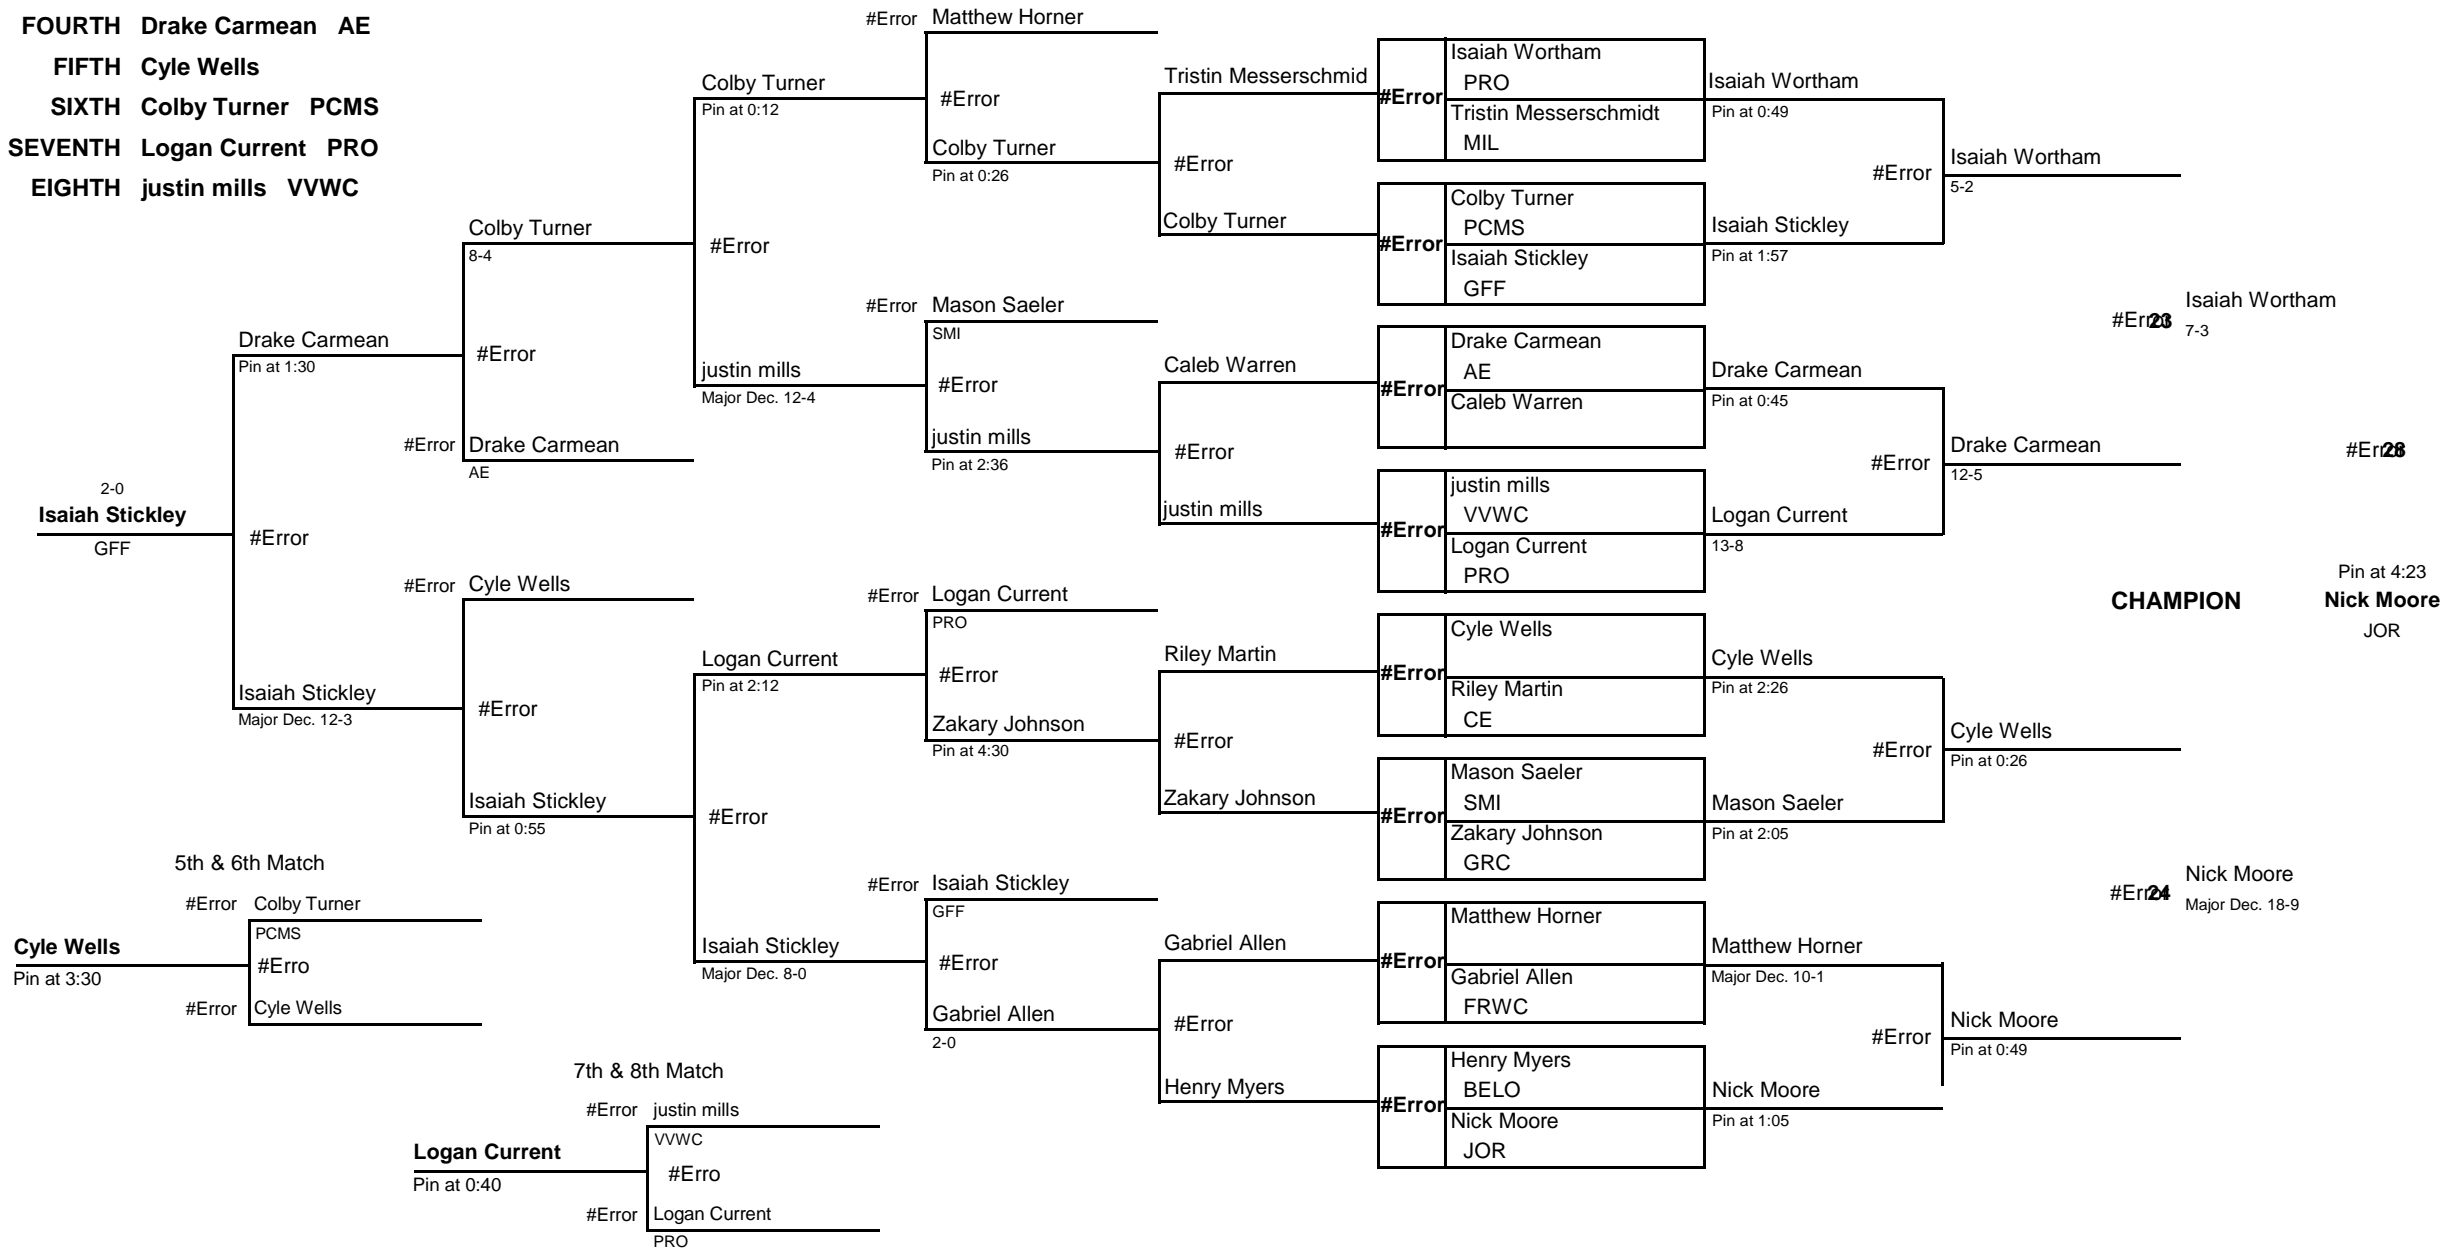 FOURTH Drake Carmean AE
FIFTH Cyle Wells
SIXTH Colby Turner PCMS
SEVENTH Logan Current PRO
EIGHTH justin mills VVWC
2-0
Isaiah Stickley
GFF
#Error
Drake Carmean
Pin at 1:30
Isaiah Stickley
Major Dec. 12-3
Colby Turner
8-4
#Error
#Error Drake Carmean
AE
#Error Cyle Wells
#Error
Isaiah Stickley
Pin at 0:55
Colby Turner
Pin at 0:12
#Error
justin mills
Major Dec. 12-4
Logan Current
Pin at 2:12
#Error
Isaiah Stickley
Major Dec. 8-0
#Error Matthew Horner
#Error
Colby Turner
Pin at 0:26
#Error Mason Saeler
SMI
#Error
justin mills
Pin at 2:36
#Error Logan Current
PRO
#Error
Zakary Johnson
Pin at 4:30
#Error Isaiah Stickley
GFF
#Error
Gabriel Allen
2-0
Tristin Messerschmid
#Error
Colby Turner
Caleb Warren
#Error
justin mills
Riley Martin
#Error
Zakary Johnson
Gabriel Allen
#Error
Henry Myers
Isaiah Wortham
PRO
#Error
Tristin Messerschmidt
MIL
Colby Turner
PCMS
#Error
Isaiah Stickley
GFF
Drake Carmean
AE
#Error
Caleb Warren
justin mills
VVWC
#Error
Logan Current
PRO
Cyle Wells
#Error
Riley Martin
CE
Mason Saeler
SMI
#Error
Zakary Johnson
GRC
Matthew Horner
#Error
Gabriel Allen
FRWC
Henry Myers
BELO
#Error
Nick Moore
JOR
Isaiah Wortham
Pin at 0:49
#Error
Isaiah Stickley
Pin at 1:57
Drake Carmean
Pin at 0:45
#Error
Logan Current
13-8
Cyle Wells
Pin at 2:26
#Error
Mason Saeler
Pin at 2:05
Matthew Horner
Major Dec. 10-1
#Error
Nick Moore
Pin at 1:05
Isaiah Wortham
5-2
Drake Carmean
12-5
Cyle Wells
Pin at 0:26
Nick Moore
Pin at 0:49
Isaiah Wortham
#Error 23
7-3
Nick Moore
#Error 24
Major Dec. 18-9
#Error 28
Pin at 4:23
CHAMPION Nick Moore
JOR
5th & 6th Match
#Error Colby Turner
PCMS
Cyle Wells
#Erro
Pin at 3:30
#Error Cyle Wells
7th & 8th Match
#Error justin mills
VVWC
Logan Current
#Erro
Pin at 0:40
#Error Logan Current
PRO